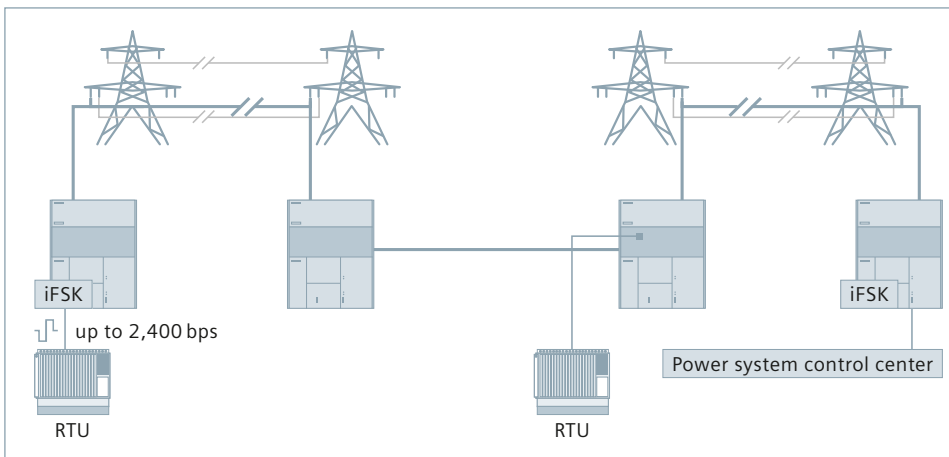 iFSK
iFSK
up to 2,400 bps
Power system control center
RTU
RTU